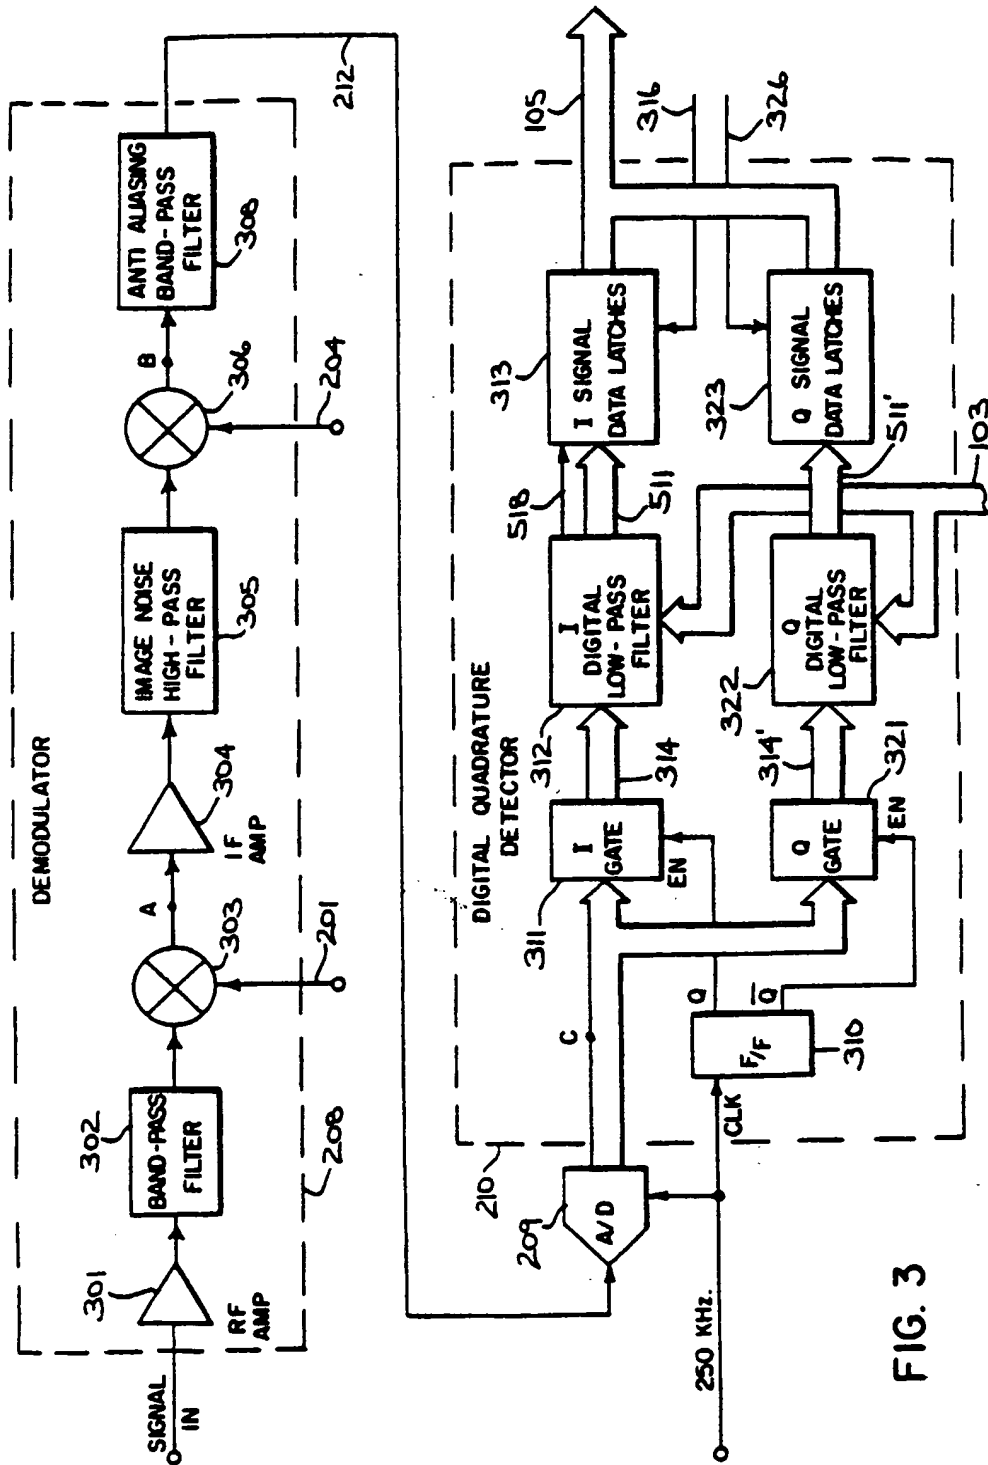 DEMODULATOR
SIGNAL
IN
301
RF
AMP
302
BAND-PASS
FILTER
208
303
201
A
304
IF
AMP
IMAGE NOISE
HIGH-PASS
FILTER
305
306
204
B
ANTI ALIASING
BAND-PASS
FILTER
308
212
DIGITAL QUADRATURE
DETECTOR
210
209
A/D
250 KHz.
CLK
F/F
310
Q
Q̅
C
311
I
GATE
EN
314
312
I
DIGITAL
LOW-PASS
FILTER
518
511
313
I SIGNAL
DATA LATCHES
105
316
326
Q
GATE
321
EN
314'
322
Q
DIGITAL
LOW-PASS
FILTER
511'
103
323
Q SIGNAL
DATA LATCHES
FIG. 3